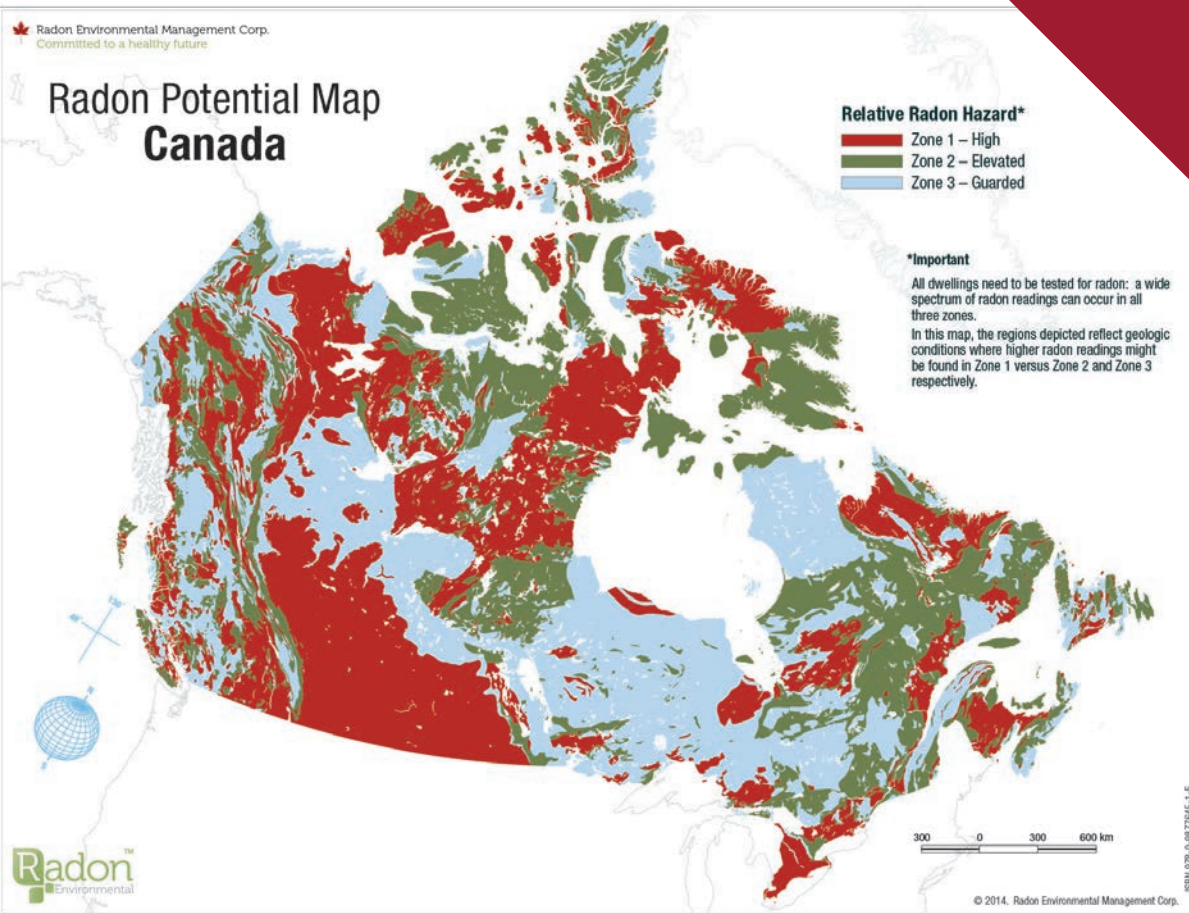 Radon Environmental Management Corp.
Committed to a healthy future
Radon Potential Map
Canada
Relative Radon Hazard*
Zone 1 – High
Zone 2 – Elevated
Zone 3 – Guarded
*Important
All dwellings need to be tested for radon: a wide
spectrum of radon readings can occur in all
three zones.
In this map, the regions depicted reflect geologic
conditions where higher radon readings might
be found in Zone 1 versus Zone 2 and Zone 3
respectively.
300 0 300 600 km
Radon™
Environmental
© 2014. Radon Environmental Management Corp.